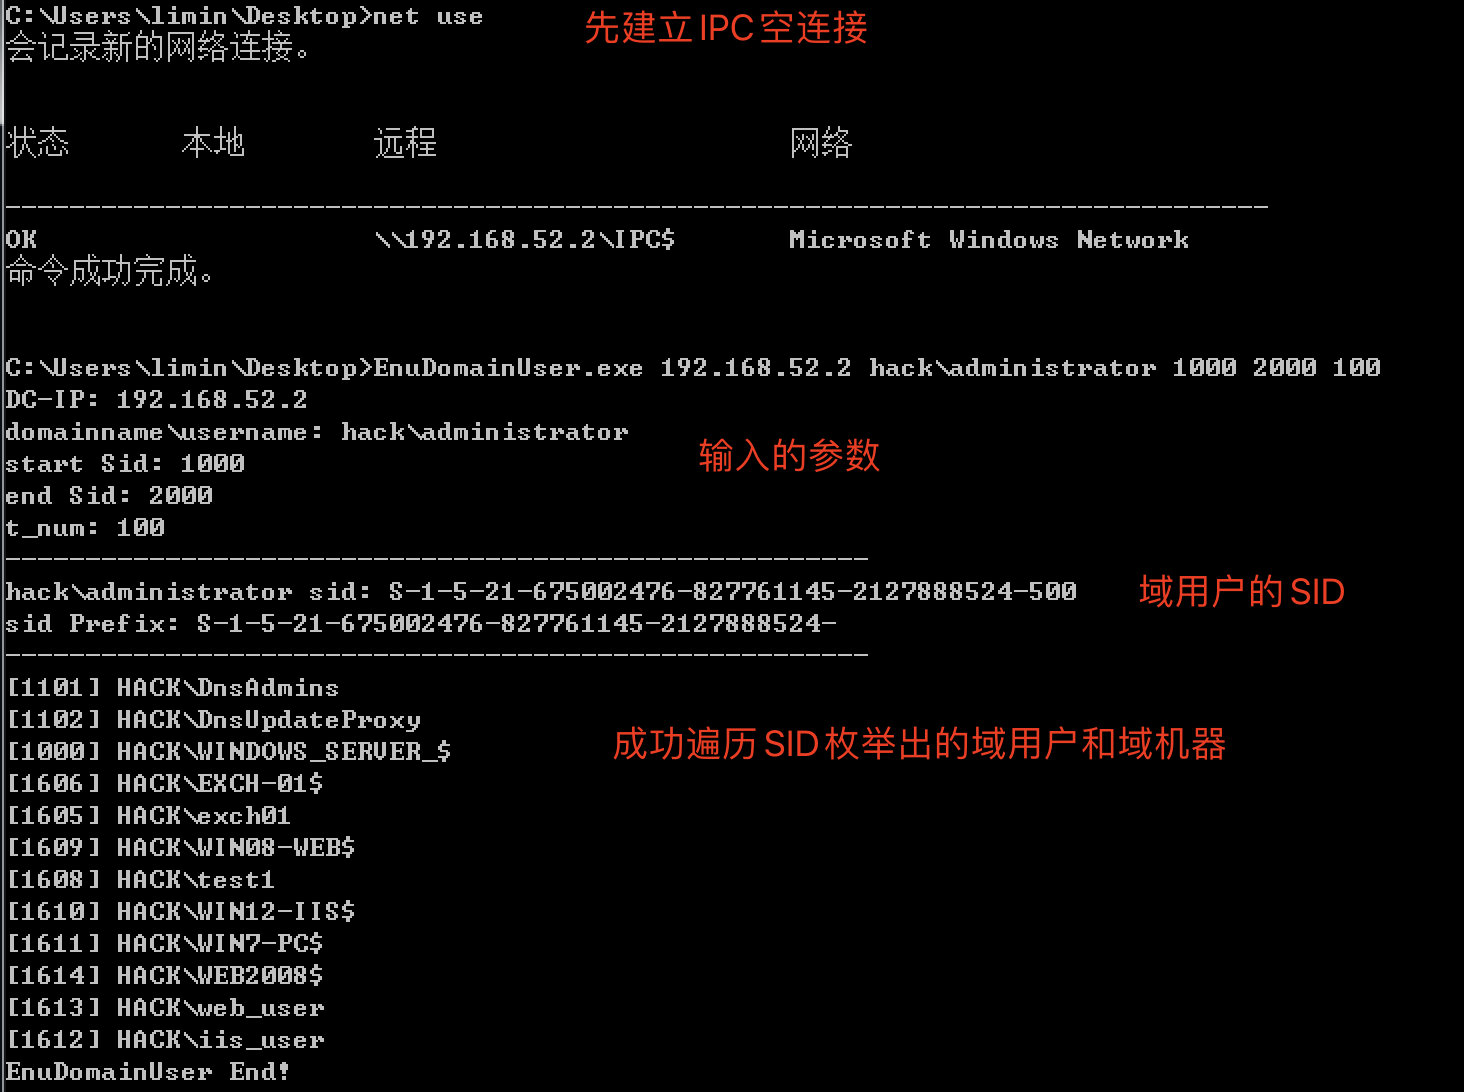 C:\Users\limin\Desktop>net use
先建立IPC空连接
会记录新的网络连接。
状态 本地 远程 网络
-------------------------------------------------------------------------------
OK \\192.168.52.2\IPC$ Microsoft Windows Network
命令成功完成。
C:\Users\limin\Desktop>EnuDomainUser.exe 192.168.52.2 hack\administrator 1000 2000 100
DC-IP: 192.168.52.2
domainname\username: hack\administrator
输入的参数
start Sid: 1000
end Sid: 2000
t_num: 100
------------------------------------------------------
hack\administrator sid: S-1-5-21-675002476-827761145-2127888524-500
域用户的SID
sid Prefix: S-1-5-21-675002476-827761145-2127888524-
------------------------------------------------------
[1101] HACK\DnsAdmins
[1102] HACK\DnsUpdateProxy
[1000] HACK\WINDOWS_SERVER_$
成功遍历SID枚举出的域用户和域机器
[1606] HACK\EXCH-01$
[1605] HACK\exch01
[1609] HACK\WIN08-WEB$
[1608] HACK\test1
[1610] HACK\WIN12-IIS$
[1611] HACK\WIN7-PC$
[1614] HACK\WEB2008$
[1613] HACK\web_user
[1612] HACK\iis_user
EnuDomainUser End!